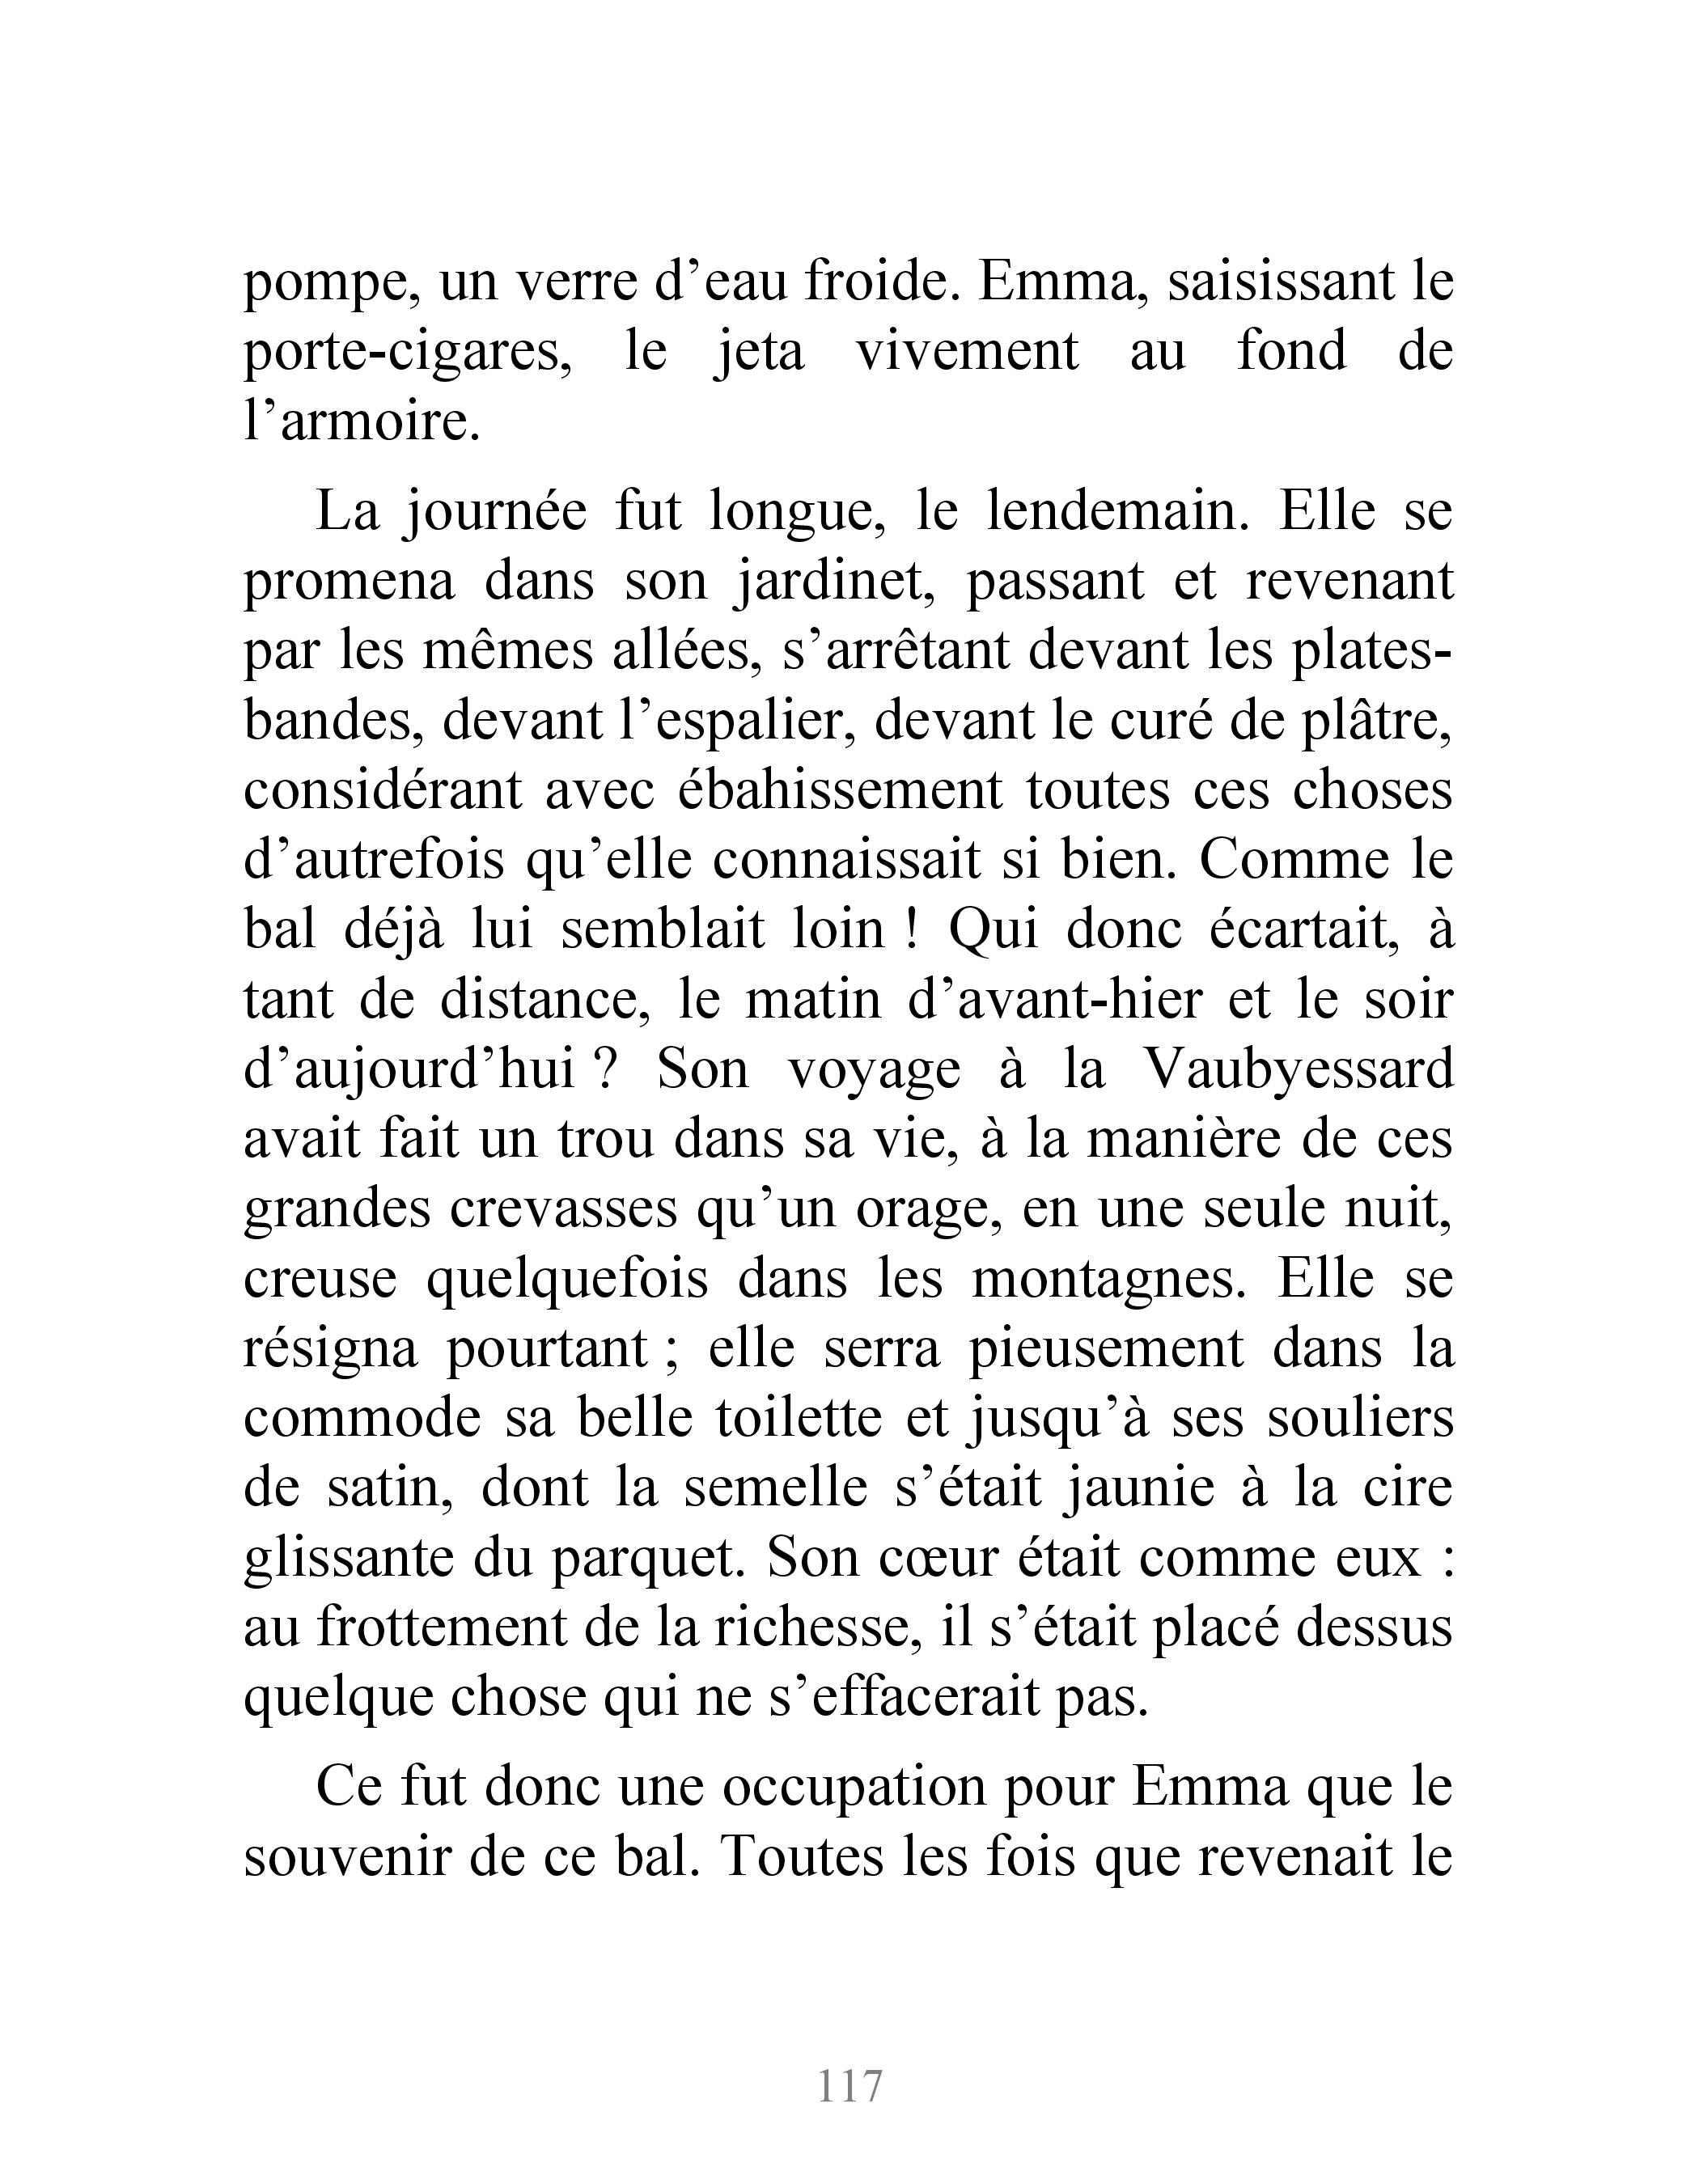 pompe, un verre d’eau froide. Emma, saisissant le
porte-cigares, le jeta vivement au fond de
l’armoire.
La journée fut longue, le lendemain. Elle se
promena dans son jardinet, passant et revenant
par les mêmes allées, s’arrêtant devant les plates-
bandes, devant l’espalier, devant le curé de plâtre,
considérant avec ébahissement toutes ces choses
d’autrefois qu’elle connaissait si bien. Comme le
bal déjà lui semblait loin ! Qui donc écartait, à
tant de distance, le matin d’avant-hier et le soir
d’aujourd’hui ? Son voyage à la Vaubyessard
avait fait un trou dans sa vie, à la manière de ces
grandes crevasses qu’un orage, en une seule nuit,
creuse quelquefois dans les montagnes. Elle se
résigna pourtant ; elle serra pieusement dans la
commode sa belle toilette et jusqu’à ses souliers
de satin, dont la semelle s’était jaunie à la cire
glissante du parquet. Son cœur était comme eux :
au frottement de la richesse, il s’était placé dessus
quelque chose qui ne s’effacerait pas.
Ce fut donc une occupation pour Emma que le
souvenir de ce bal. Toutes les fois que revenait le
117